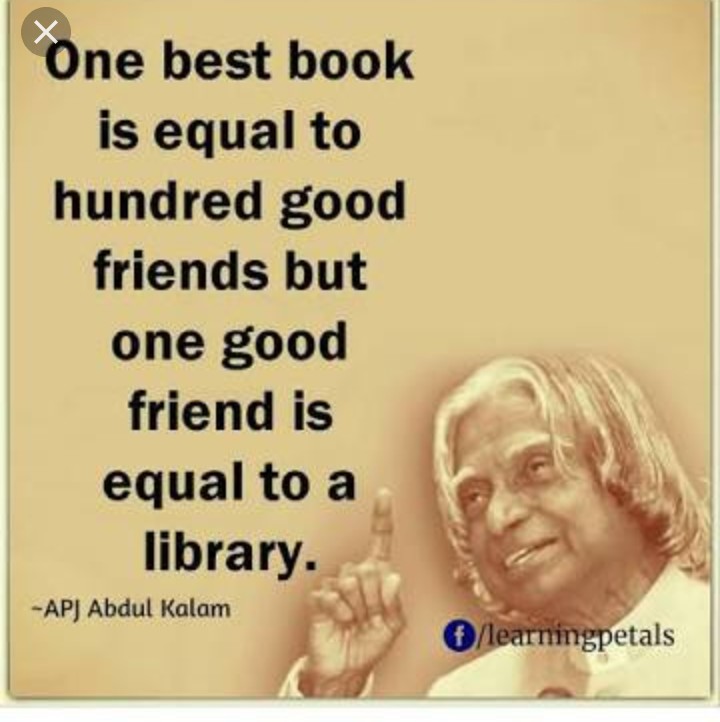 One best book
is equal to
hundred good
friends but
one good
friend is
equal to a
library.
~APJ Abdul Kalam
f/learningpetals